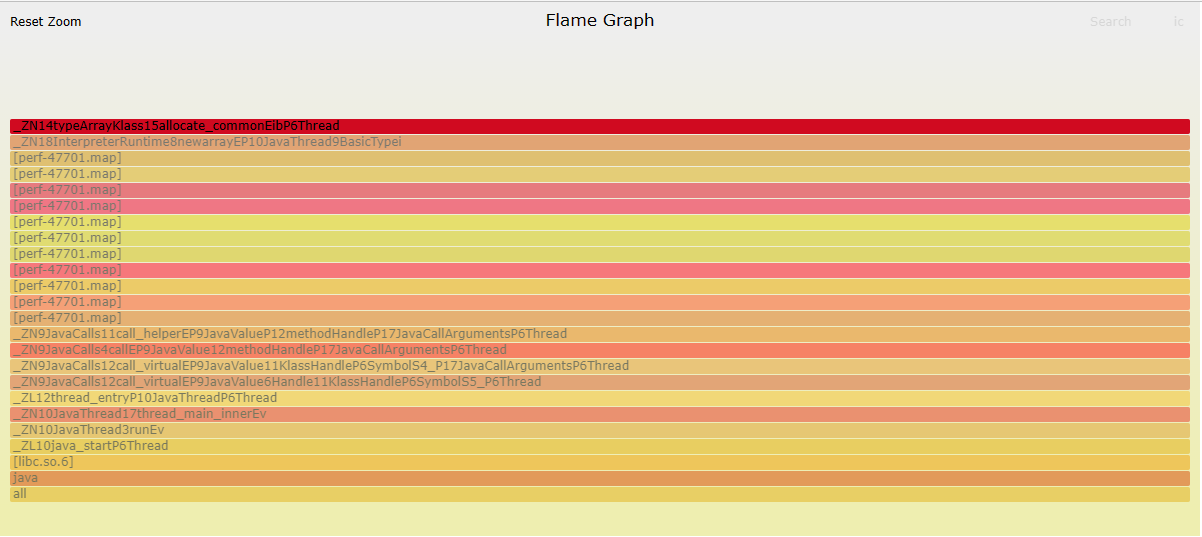 Reset Zoom Flame Graph Search ic
_ZN14typeArrayKlass15allocate_commonEibP6Thread
_ZN18InterpreterRuntime8newarrayEP10JavaThread9BasicTypei
[perf-47701.map]
[perf-47701.map]
[perf-47701.map]
[perf-47701.map]
[perf-47701.map]
[perf-47701.map]
[perf-47701.map]
[perf-47701.map]
[perf-47701.map]
[perf-47701.map]
[perf-47701.map]
_ZN9JavaCalls11call_helperEP9JavaValueP12methodHandleP17JavaCallArgumentsP6Thread
_ZN9JavaCalls4callEP9JavaValue12methodHandleP17JavaCallArgumentsP6Thread
_ZN9JavaCalls12call_virtualEP9JavaValue11KlassHandleP6SymbolS4_P17JavaCallArgumentsP6Thread
_ZN9JavaCalls12call_virtualEP9JavaValue6Handle11KlassHandleP6SymbolS5_P6Thread
_ZL12thread_entryP10JavaThreadP6Thread
_ZN10JavaThread17thread_main_innerEv
_ZN10JavaThread3runEv
_ZL10java_startP6Thread
[libc.so.6]
java
all